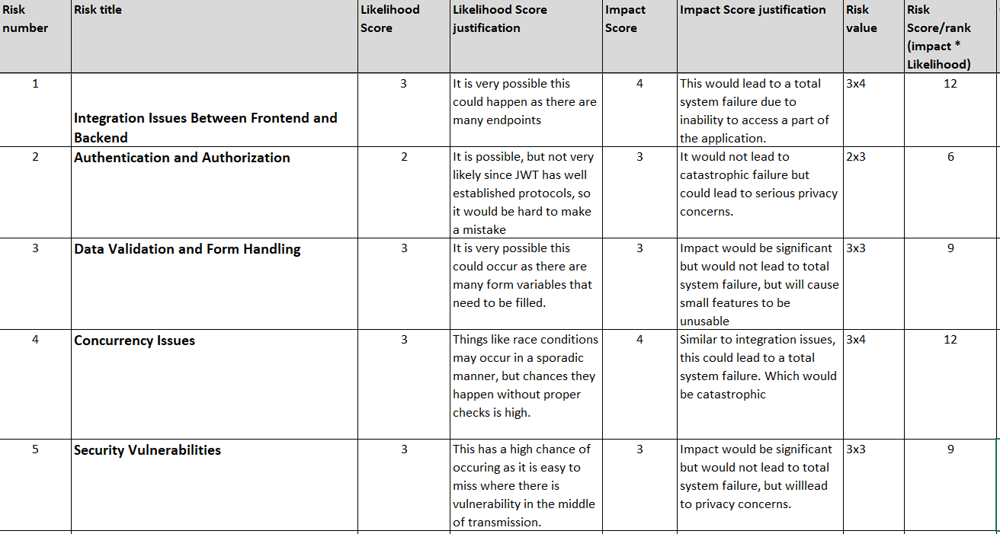 Risk number
Risk title
Likelihood Score
Likelihood Score justification
Impact Score
Impact Score justification
Risk value
Risk Score/rank (impact * Likelihood)
1
Integration Issues Between Frontend and
Backend
3
It is very possible this
could happen as there are
many endpoints
4
This would lead to a total
system failure due to
inability to access a part of
the application.
3x4
12
2
Authentication and Authorization
2
It is possible, but not very
likely since JWT has well
established protocols, so
it would be hard to make
a mistake
3
It would not lead to
catastrophic failure but
could lead to serious privacy
concerns.
2x3
6
3
Data Validation and Form Handling
3
It is very possible this
could occur as there are
many form variables that
need to be filled.
3
Impact would be significant
but would not lead to total
system failure, but will cause
small features to be
unusable
3x3
9
4
Concurrency Issues
3
Things like race conditions
may occur in a sporadic
manner, but chances they
happen without proper
checks is high.
4
Similar to integration issues,
this could lead to a total
system failure. Which would
be catastrophic
3x4
12
5
Security Vulnerabilities
3
This has a high chance of
occuring as it is easy to
miss where there is
vulnerability in the middle
of transmission.
3
Impact would be significant
but would not lead to total
system failure, but willlead
to privacy concerns.
3x3
9